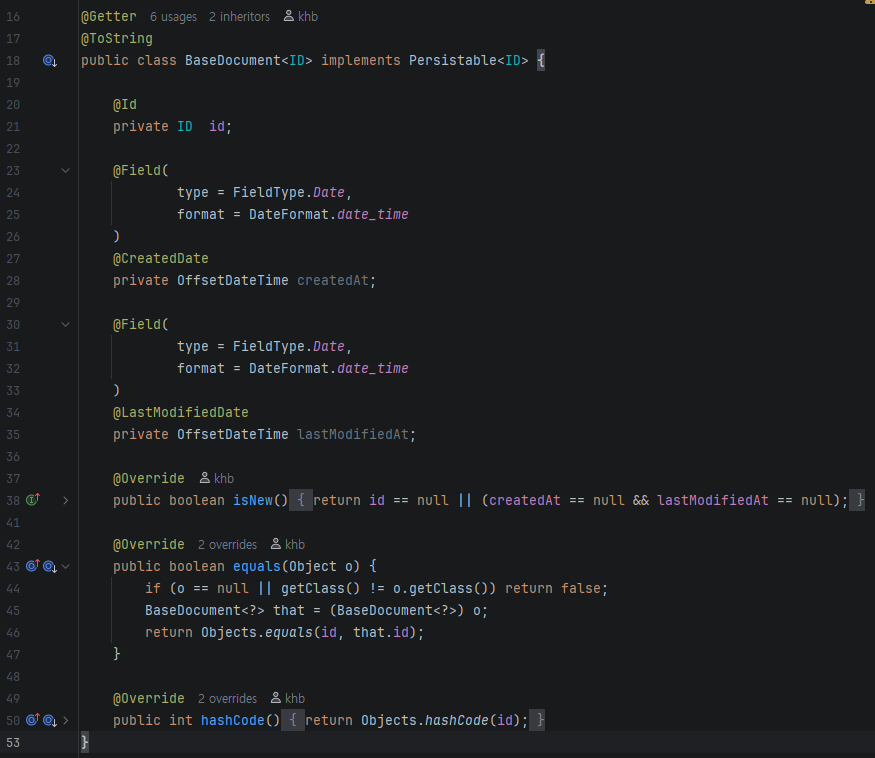 16 @Getter 6 usages 2 inheritors khb
17 @ToString
18 public class BaseDocument<ID> implements Persistable<ID> {
19
20     @Id
21     private ID  id;
22
23     @Field(
24             type = FieldType.Date,
25             format = DateFormat.date_time
26     )
27     @CreatedDate
28     private OffsetDateTime createdAt;
29
30     @Field(
31             type = FieldType.Date,
32             format = DateFormat.date_time
33     )
34     @LastModifiedDate
35     private OffsetDateTime lastModifiedAt;
36
37     @Override khb
38     public boolean isNew() { return id == null || (createdAt == null && lastModifiedAt == null); }
41
42     @Override 2 overrides khb
43     public boolean equals(Object o) {
44         if (o == null || getClass() != o.getClass()) return false;
45         BaseDocument<?> that = (BaseDocument<?>) o;
46         return Objects.equals(id, that.id);
47     }
48
49     @Override 2 overrides khb
50     public int hashCode() { return Objects.hashCode(id); }
53 }